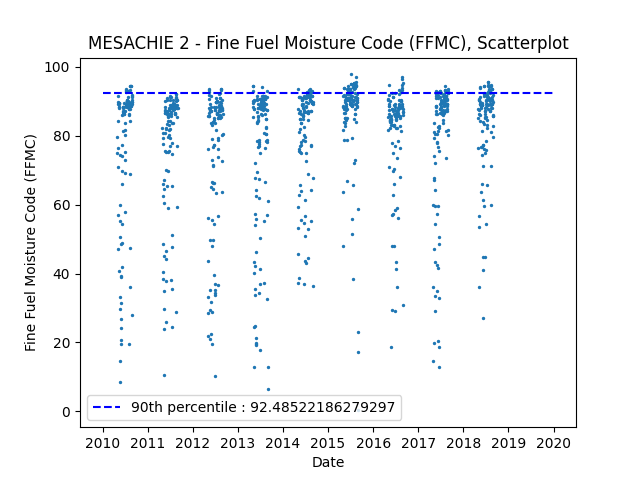 MESACHIE 2 - Fine Fuel Moisture Code (FFMC), Scatterplot
Fine Fuel Moisture Code (FFMC)
100
80
60
40
20
0
90th percentile : 92.48522186279297
2010 2011 2012 2013 2014 2015 2016 2017 2018 2019 2020
Date